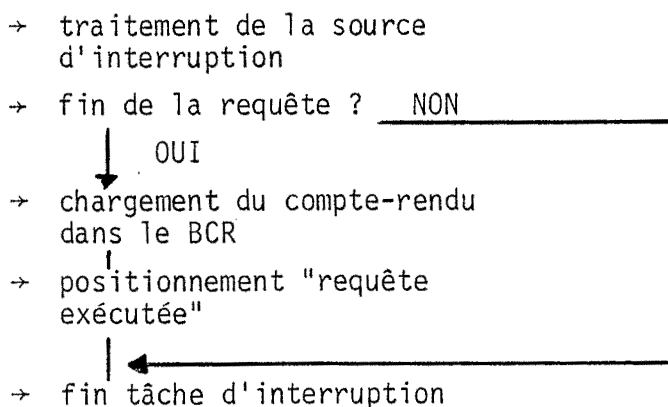 → traitement de la source
d'interruption
→ fin de la requête ? NON
OUI
→ chargement du compte-rendu
dans le BCR
→ positionnement "requête
exécutée"
→ fin tâche d'interruption